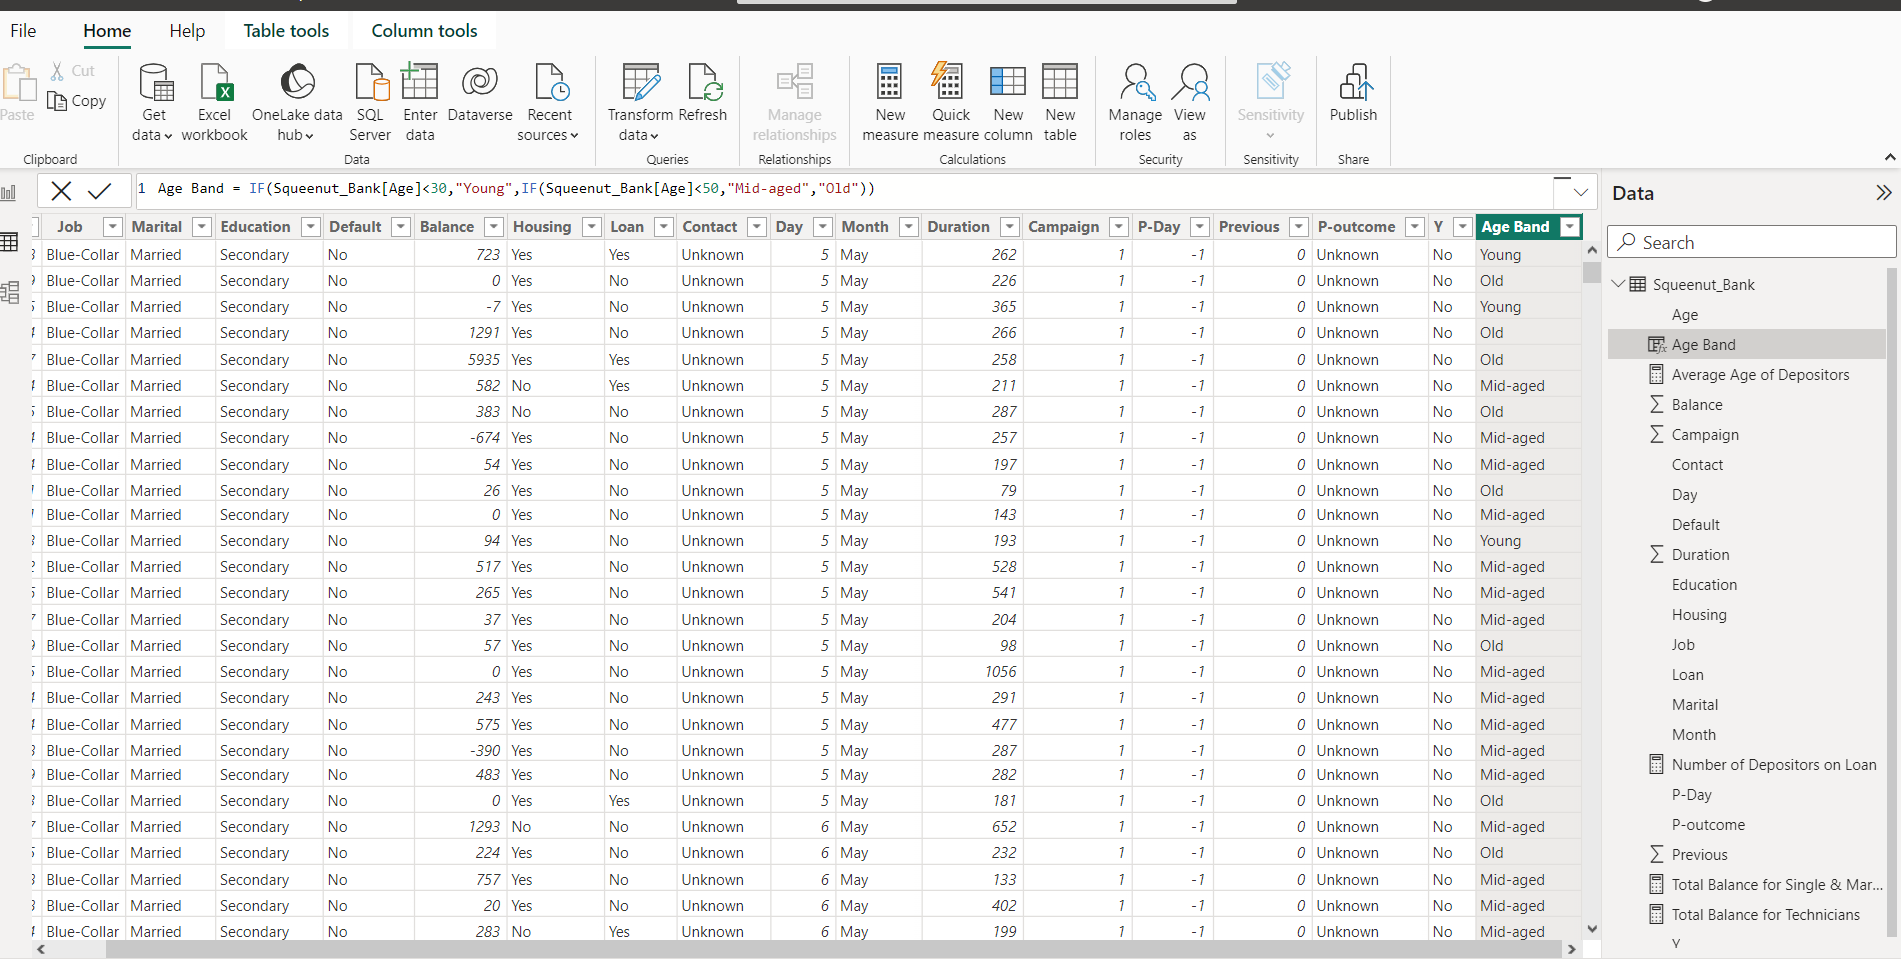 File Home Help Table tools Column tools
Paste Cut Copy
Get data Excel workbook OneLake data hub SQL Server Enter data Dataverse Recent sources Transform data Refresh Manage relationships New measure Quick measure New column New table Manage roles View as Sensitivity Publish
Clipboard Data Queries Relationships Calculations Security Sensitivity Share
1 Age Band = IF(Squeenut_Bank[Age]<30,"Young",IF(Squeenut_Bank[Age]<50,"Mid-aged","Old"))
Job Marital Education Default Balance Housing Loan Contact Day Month Duration Campaign P-Day Previous P-outcome Y Age Band
Blue-Collar Married Secondary No 723 Yes Yes Unknown 5 May 262 1 -1 0 Unknown No Young
Blue-Collar Married Secondary No 0 Yes No Unknown 5 May 226 1 -1 0 Unknown No Old
Blue-Collar Married Secondary No -7 Yes No Unknown 5 May 365 1 -1 0 Unknown No Young
Blue-Collar Married Secondary No 1291 Yes No Unknown 5 May 266 1 -1 0 Unknown No Old
Blue-Collar Married Secondary No 5935 Yes Yes Unknown 5 May 258 1 -1 0 Unknown No Old
Blue-Collar Married Secondary No 582 No Yes Unknown 5 May 211 1 -1 0 Unknown No Mid-aged
Blue-Collar Married Secondary No 383 No No Unknown 5 May 287 1 -1 0 Unknown No Old
Blue-Collar Married Secondary No -674 Yes No Unknown 5 May 257 1 -1 0 Unknown No Mid-aged
Blue-Collar Married Secondary No 54 Yes No Unknown 5 May 197 1 -1 0 Unknown No Mid-aged
Blue-Collar Married Secondary No 26 Yes No Unknown 5 May 79 1 -1 0 Unknown No Old
Blue-Collar Married Secondary No 0 Yes No Unknown 5 May 143 1 -1 0 Unknown No Mid-aged
Blue-Collar Married Secondary No 94 Yes No Unknown 5 May 193 1 -1 0 Unknown No Young
Blue-Collar Married Secondary No 517 Yes No Unknown 5 May 528 1 -1 0 Unknown No Mid-aged
Blue-Collar Married Secondary No 265 Yes No Unknown 5 May 541 1 -1 0 Unknown No Mid-aged
Blue-Collar Married Secondary No 37 Yes No Unknown 5 May 204 1 -1 0 Unknown No Mid-aged
Blue-Collar Married Secondary No 57 Yes No Unknown 5 May 98 1 -1 0 Unknown No Old
Blue-Collar Married Secondary No 0 Yes No Unknown 5 May 1056 1 -1 0 Unknown No Mid-aged
Blue-Collar Married Secondary No 243 Yes No Unknown 5 May 291 1 -1 0 Unknown No Mid-aged
Blue-Collar Married Secondary No 575 Yes No Unknown 5 May 477 1 -1 0 Unknown No Mid-aged
Blue-Collar Married Secondary No -390 Yes No Unknown 5 May 287 1 -1 0 Unknown No Mid-aged
Blue-Collar Married Secondary No 483 Yes No Unknown 5 May 282 1 -1 0 Unknown No Mid-aged
Blue-Collar Married Secondary No 0 Yes Yes Unknown 5 May 181 1 -1 0 Unknown No Old
Blue-Collar Married Secondary No 1293 No No Unknown 6 May 652 1 -1 0 Unknown No Mid-aged
Blue-Collar Married Secondary No 224 Yes No Unknown 6 May 232 1 -1 0 Unknown No Old
Blue-Collar Married Secondary No 757 Yes No Unknown 6 May 133 1 -1 0 Unknown No Mid-aged
Blue-Collar Married Secondary No 20 Yes No Unknown 6 May 402 1 -1 0 Unknown No Mid-aged
Blue-Collar Married Secondary No 283 No Yes Unknown 6 May 199 1 -1 0 Unknown No Mid-aged
Data
Search
Squeenut_Bank
Age
Age Band
Average Age of Depositors
Balance
Campaign
Contact
Day
Default
Duration
Education
Housing
Job
Loan
Marital
Month
Number of Depositors on Loan
P-Day
P-outcome
Previous
Total Balance for Single & Mar...
Total Balance for Technicians
Y